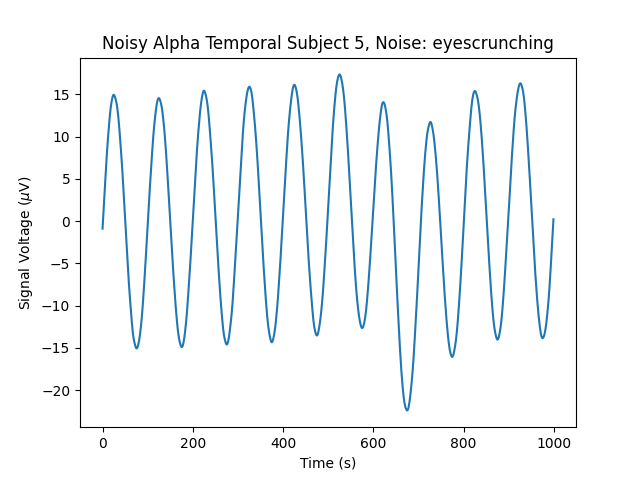 Noisy Alpha Temporal Subject 5, Noise: eyescrunching
Signal Voltage (μV)
15
10
5
0
−5
−10
−15
−20
0 200 400 600 800 1000
Time (s)